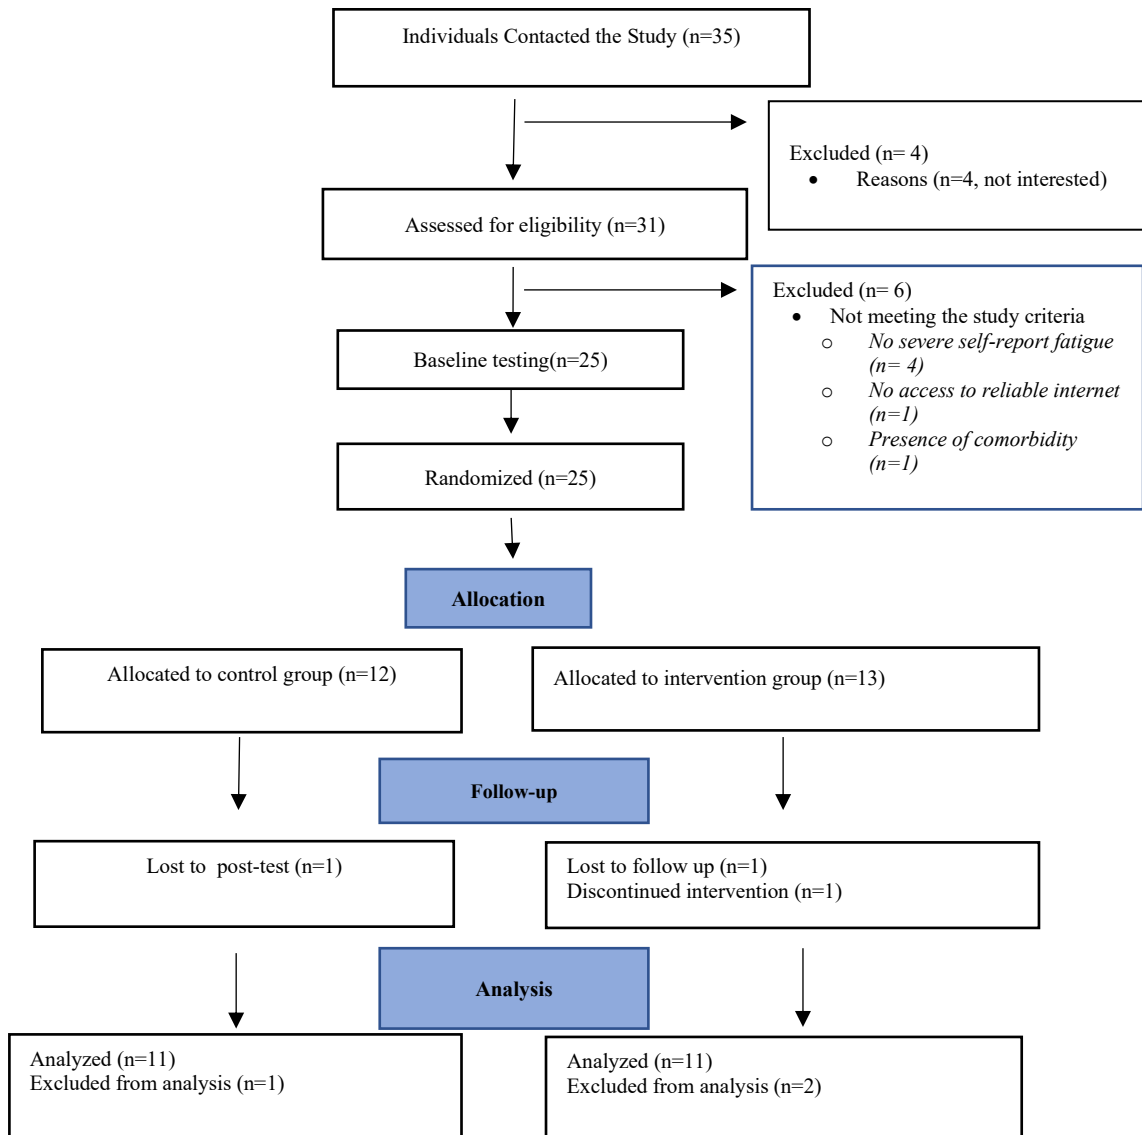 Individuals Contacted the Study (n=35)
Excluded (n= 4)
• Reasons (n=4, not interested)
Assessed for eligibility (n=31)
Excluded (n= 6)
• Not meeting the study criteria
o No severe self-report fatigue
(n= 4)
o No access to reliable internet
(n=1)
o Presence of comorbidity
(n=1)
Baseline testing(n=25)
Randomized (n=25)
Allocation
Allocated to control group (n=12)
Allocated to intervention group (n=13)
Follow-up
Lost to  post-test (n=1)
Lost to follow up (n=1)
Discontinued intervention (n=1)
Analysis
Analyzed (n=11)
Excluded from analysis (n=1)
Analyzed (n=11)
Excluded from analysis (n=2)